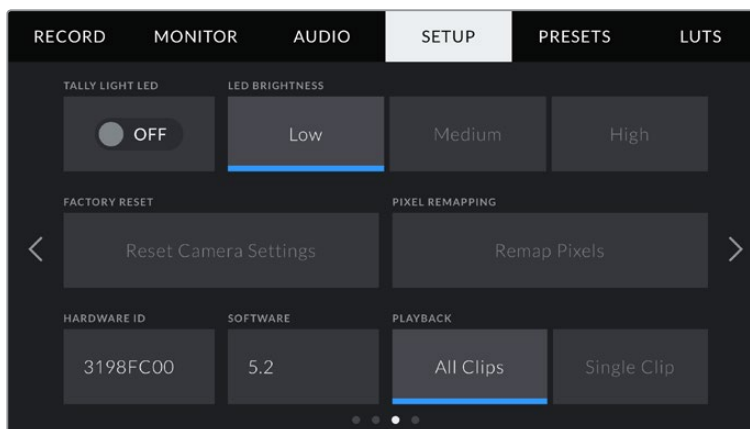 RECORD MONITOR AUDIO SETUP PRESETS LUTS
TALLY LIGHT LED LED BRIGHTNESS
OFF Low Medium High
FACTORY RESET PIXEL REMAPPING
Reset Camera Settings Remap Pixels
HARDWARE ID SOFTWARE PLAYBACK
3198FC00 5.2 All Clips Single Clip